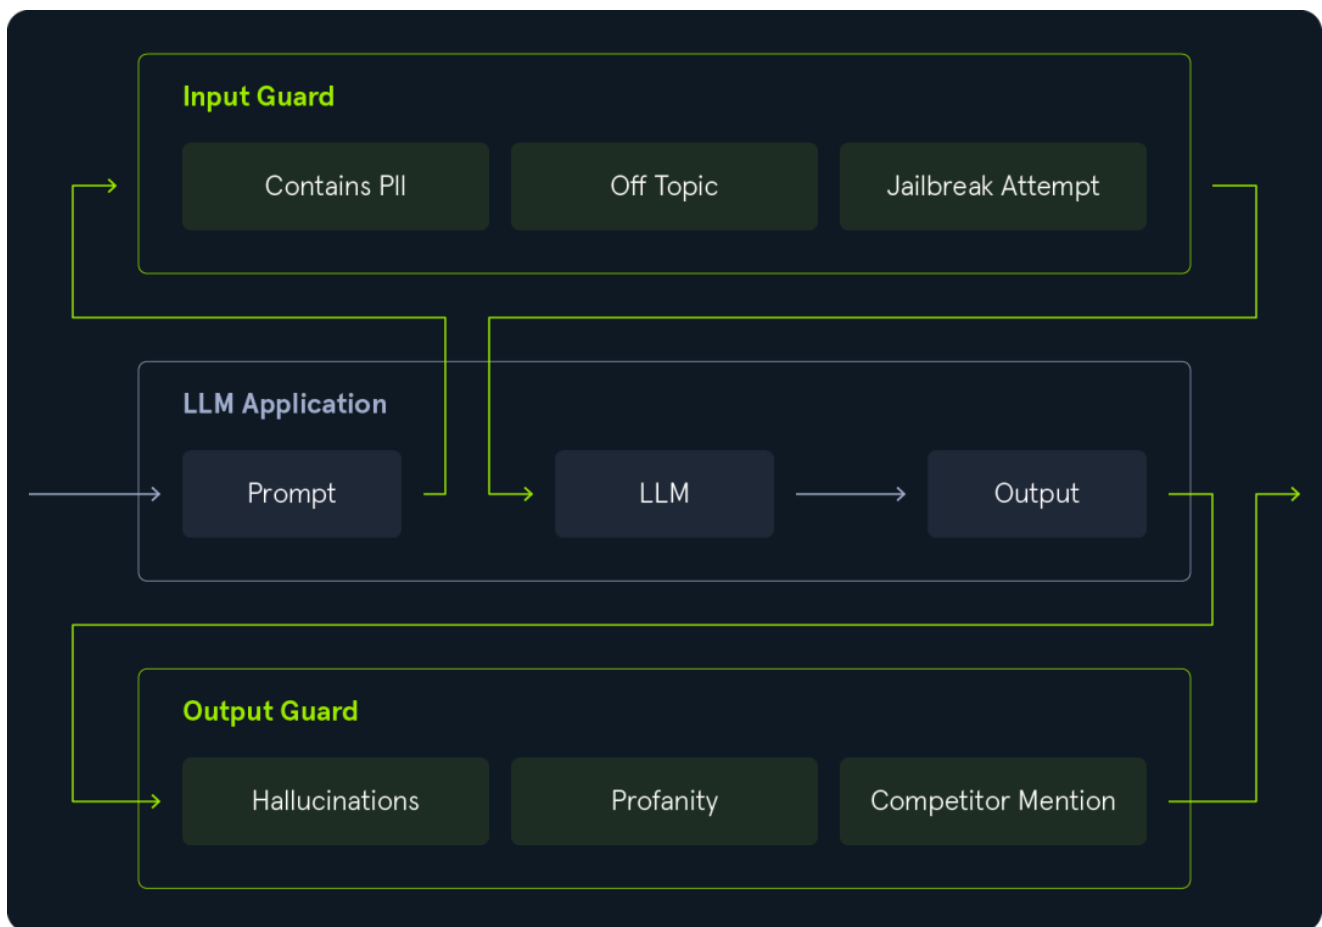 Input Guard
Contains PII
Off Topic
Jailbreak Attempt
LLM Application
Prompt
LLM
Output
Output Guard
Hallucinations
Profanity
Competitor Mention